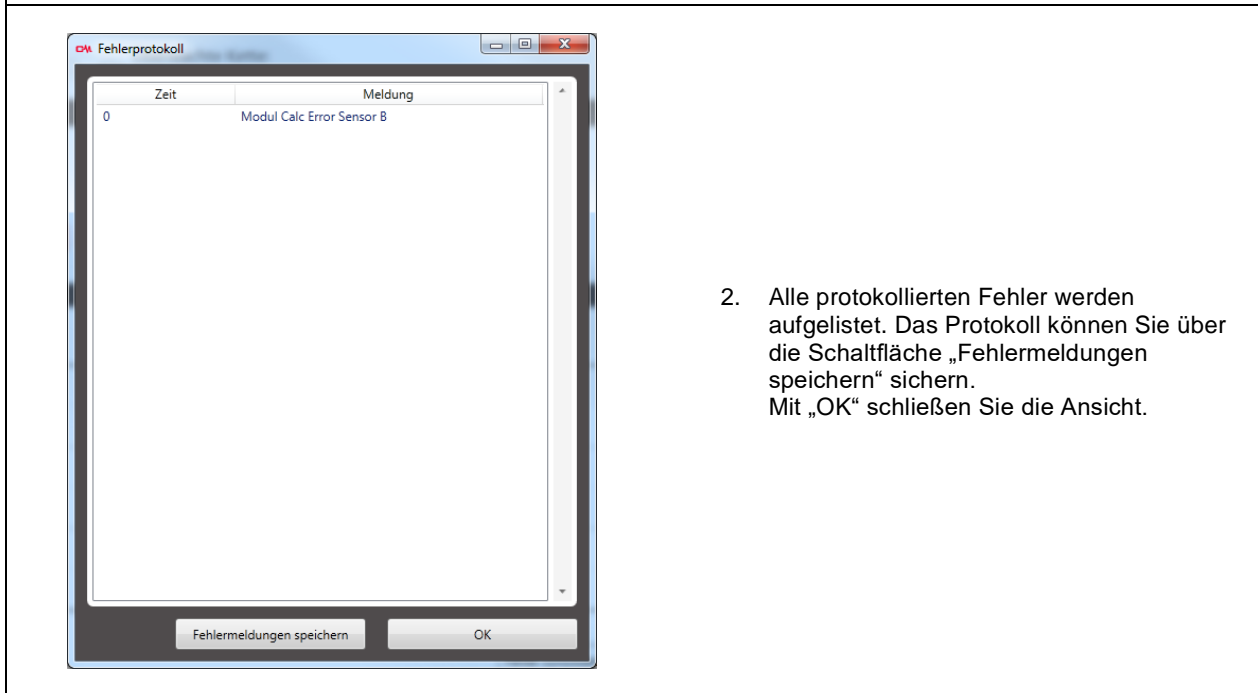 Fehlerprotokoll
Zeit Meldung
0 Modul Calc Error Sensor B
Fehlermeldungen speichern OK
2. Alle protokollierten Fehler werden
aufgelistet. Das Protokoll können Sie über
die Schaltfläche „Fehlermeldungen
speichern“ sichern.
Mit „OK“ schließen Sie die Ansicht.